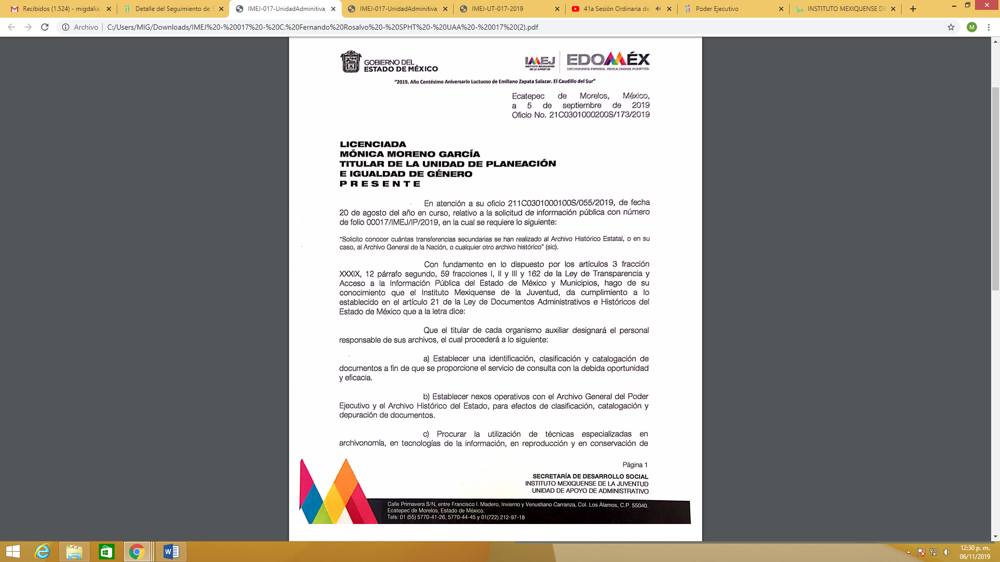 Recibidos (1.524) - migdalia.
Detalle del Seguimiento de S
IMEJ-017-UnidadAdminitiva
IMEJ-017-UnidadAdminitiva
IMEJ-UT-017-2019
41a Sesión Ordinaria del
Poder Ejecutivo
INSTITUTO MEXIQUENSE DE
Archivo
C:/Users/MIG/Downloads/IMEJ%20-%20017%20-%20C.%20Fernando%20Rosalvo%20-%20SPHT%20-%20UAA%20-%20017%20(2).pdf
M
GOBIERNO DEL
ESTADO DE MÉXICO
IMEJ
INSTITUTO MEXIQUENSE
DE LA JUVENTUD
EDOMÉX
DECISIONES FIRMES, RESULTADOS FUERTES.
"2019. Año Centésimo Aniversario Luctuoso de Emiliano Zapata Salazar. El Caudillo del Sur"
Ecatepec de Morelos, México,
a 5 de septiembre de 2019
Oficio No. 21C0301000200S/173/2019
LICENCIADA
MÓNICA MORENO GARCÍA
TITULAR DE LA UNIDAD DE PLANEACIÓN
E IGUALDAD DE GÉNERO
P R E S E N T E
En atención a su oficio 211C0301000100S/055/2019, de fecha
20 de agosto del año en curso, relativo a la solicitud de información pública con número
de folio 00017/IMEJ/IP/2019, en la cual se requiere lo siguiente:
"Solicito conocer cuántas transferencias secundarias se han realizado al Archivo Histórico Estatal, o en su
caso, al Archivo General de la Nación, o cualquier otro archivo histórico" (sic).
Con fundamento en lo dispuesto por los artículos 3 fracción
XXXIX, 12 párrafo segundo, 59 fracciones I, II y III y 162 de la Ley de Transparencia y
Acceso a la Información Pública del Estado de México y Municipios, hago de su
conocimiento que el Instituto Mexiquense de la Juventud, da cumplimiento a lo
establecido en el artículo 21 de la Ley de Documentos Administrativos e Históricos del
Estado de México que a la letra dice:
Que el titular de cada organismo auxiliar designará el personal
responsable de sus archivos, el cual procederá a lo siguiente:
a) Establecer una identificación, clasificación y catalogación de
documentos a fin de que se proporcione el servicio de consulta con la debida oportunidad
y eficacia.
b) Establecer nexos operativos con el Archivo General del Poder
Ejecutivo y el Archivo Histórico del Estado, para efectos de clasificación, catalogación y
depuración de documentos.
c) Procurar la utilización de técnicas especializadas en
archivonomía, en tecnologías de la información, en reproducción y en conservación de
Página 1
SECRETARÍA DE DESARROLLO SOCIAL
INSTITUTO MEXIQUENSE DE LA JUVENTUD
UNIDAD DE APOYO DE ADMINISTRATIVO
Calle Primavera S/N, entre Francisco I. Madero, Invierno y Venustiano Carranza, Col. Los Álamos, C.P. 55040.
Ecatepec de Morelos, Estado de México.
Tels: 01 (55) 5770-41-26, 5770-44-45 y 01(722) 212-97-18
12:30 p. m.
06/11/2019